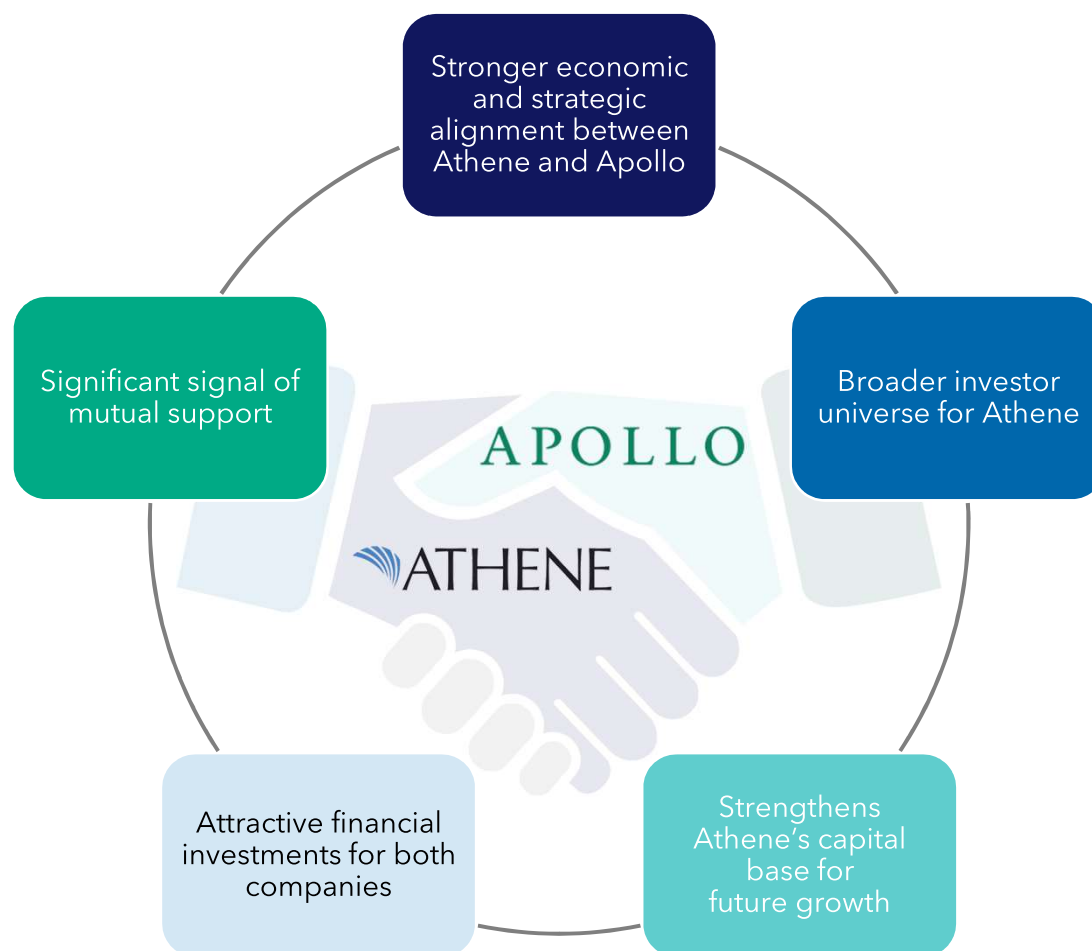 Stronger economic
and strategic
alignment between
Athene and Apollo
Significant signal of
mutual support
Broader investor
universe for Athene
APOLLO
ATHENE
Attractive financial
investments for both
companies
Strengthens
Athene’s capital
base for
future growth